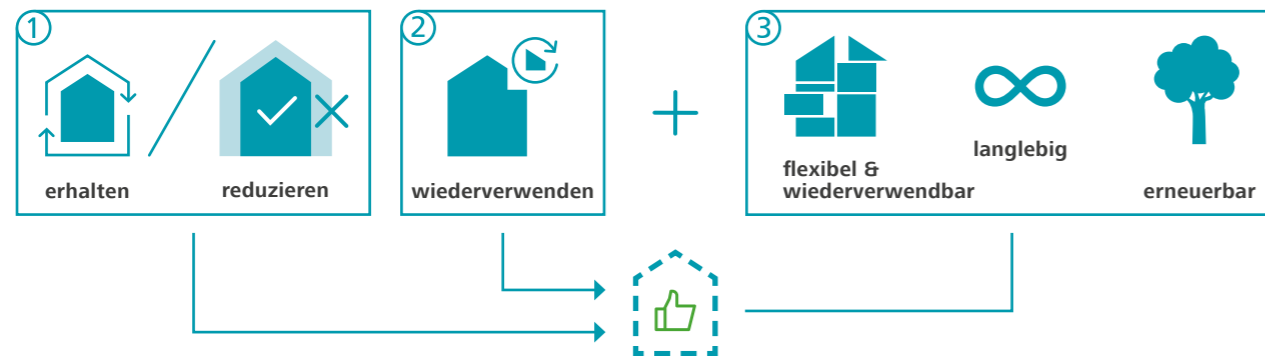 1
erhalten
reduzieren
2
wiederverwenden
+
3
flexibel &
wiederverwendbar
langlebig
erneuerbar